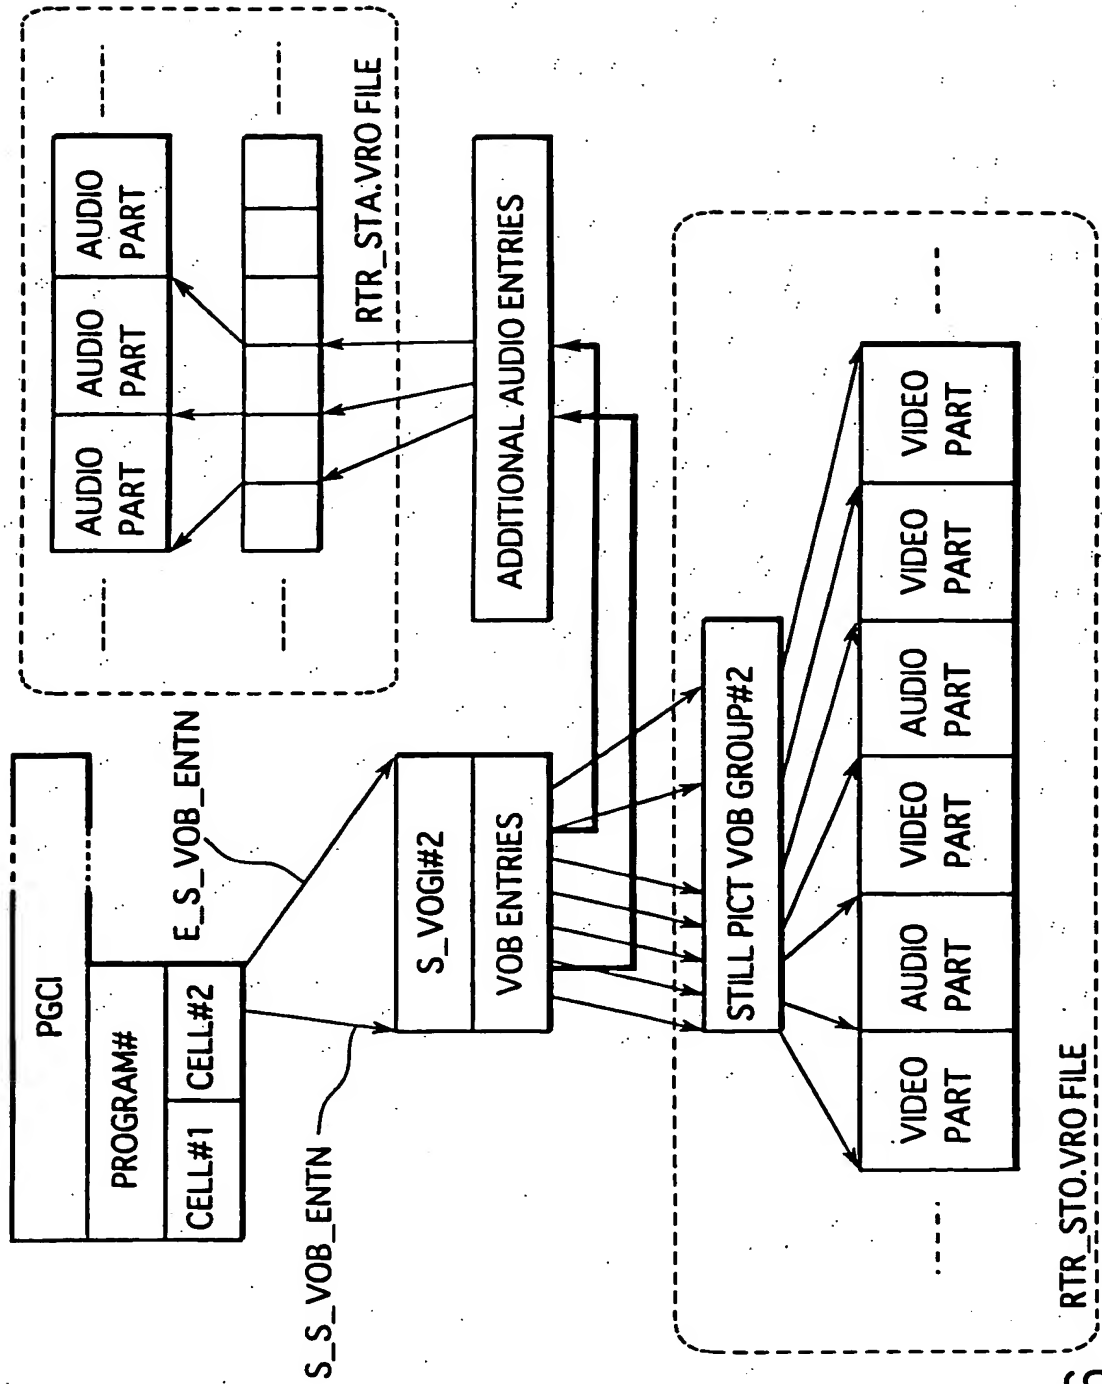 PGCI
PROGRAM#
CELL#1
CELL#2
E_S_VOB_ENTN
S_S_VOB_ENTN
AUDIO
PART
AUDIO
PART
AUDIO
PART
RTR_STA.VRO FILE
S_VOGI#2
VOB ENTRIES
ADDITIONAL AUDIO ENTRIES
STILL PICT VOB GROUP#2
VIDEO
PART
AUDIO
PART
VIDEO
PART
AUDIO
PART
VIDEO
PART
VIDEO
PART
RTR_STO.VRO FILE